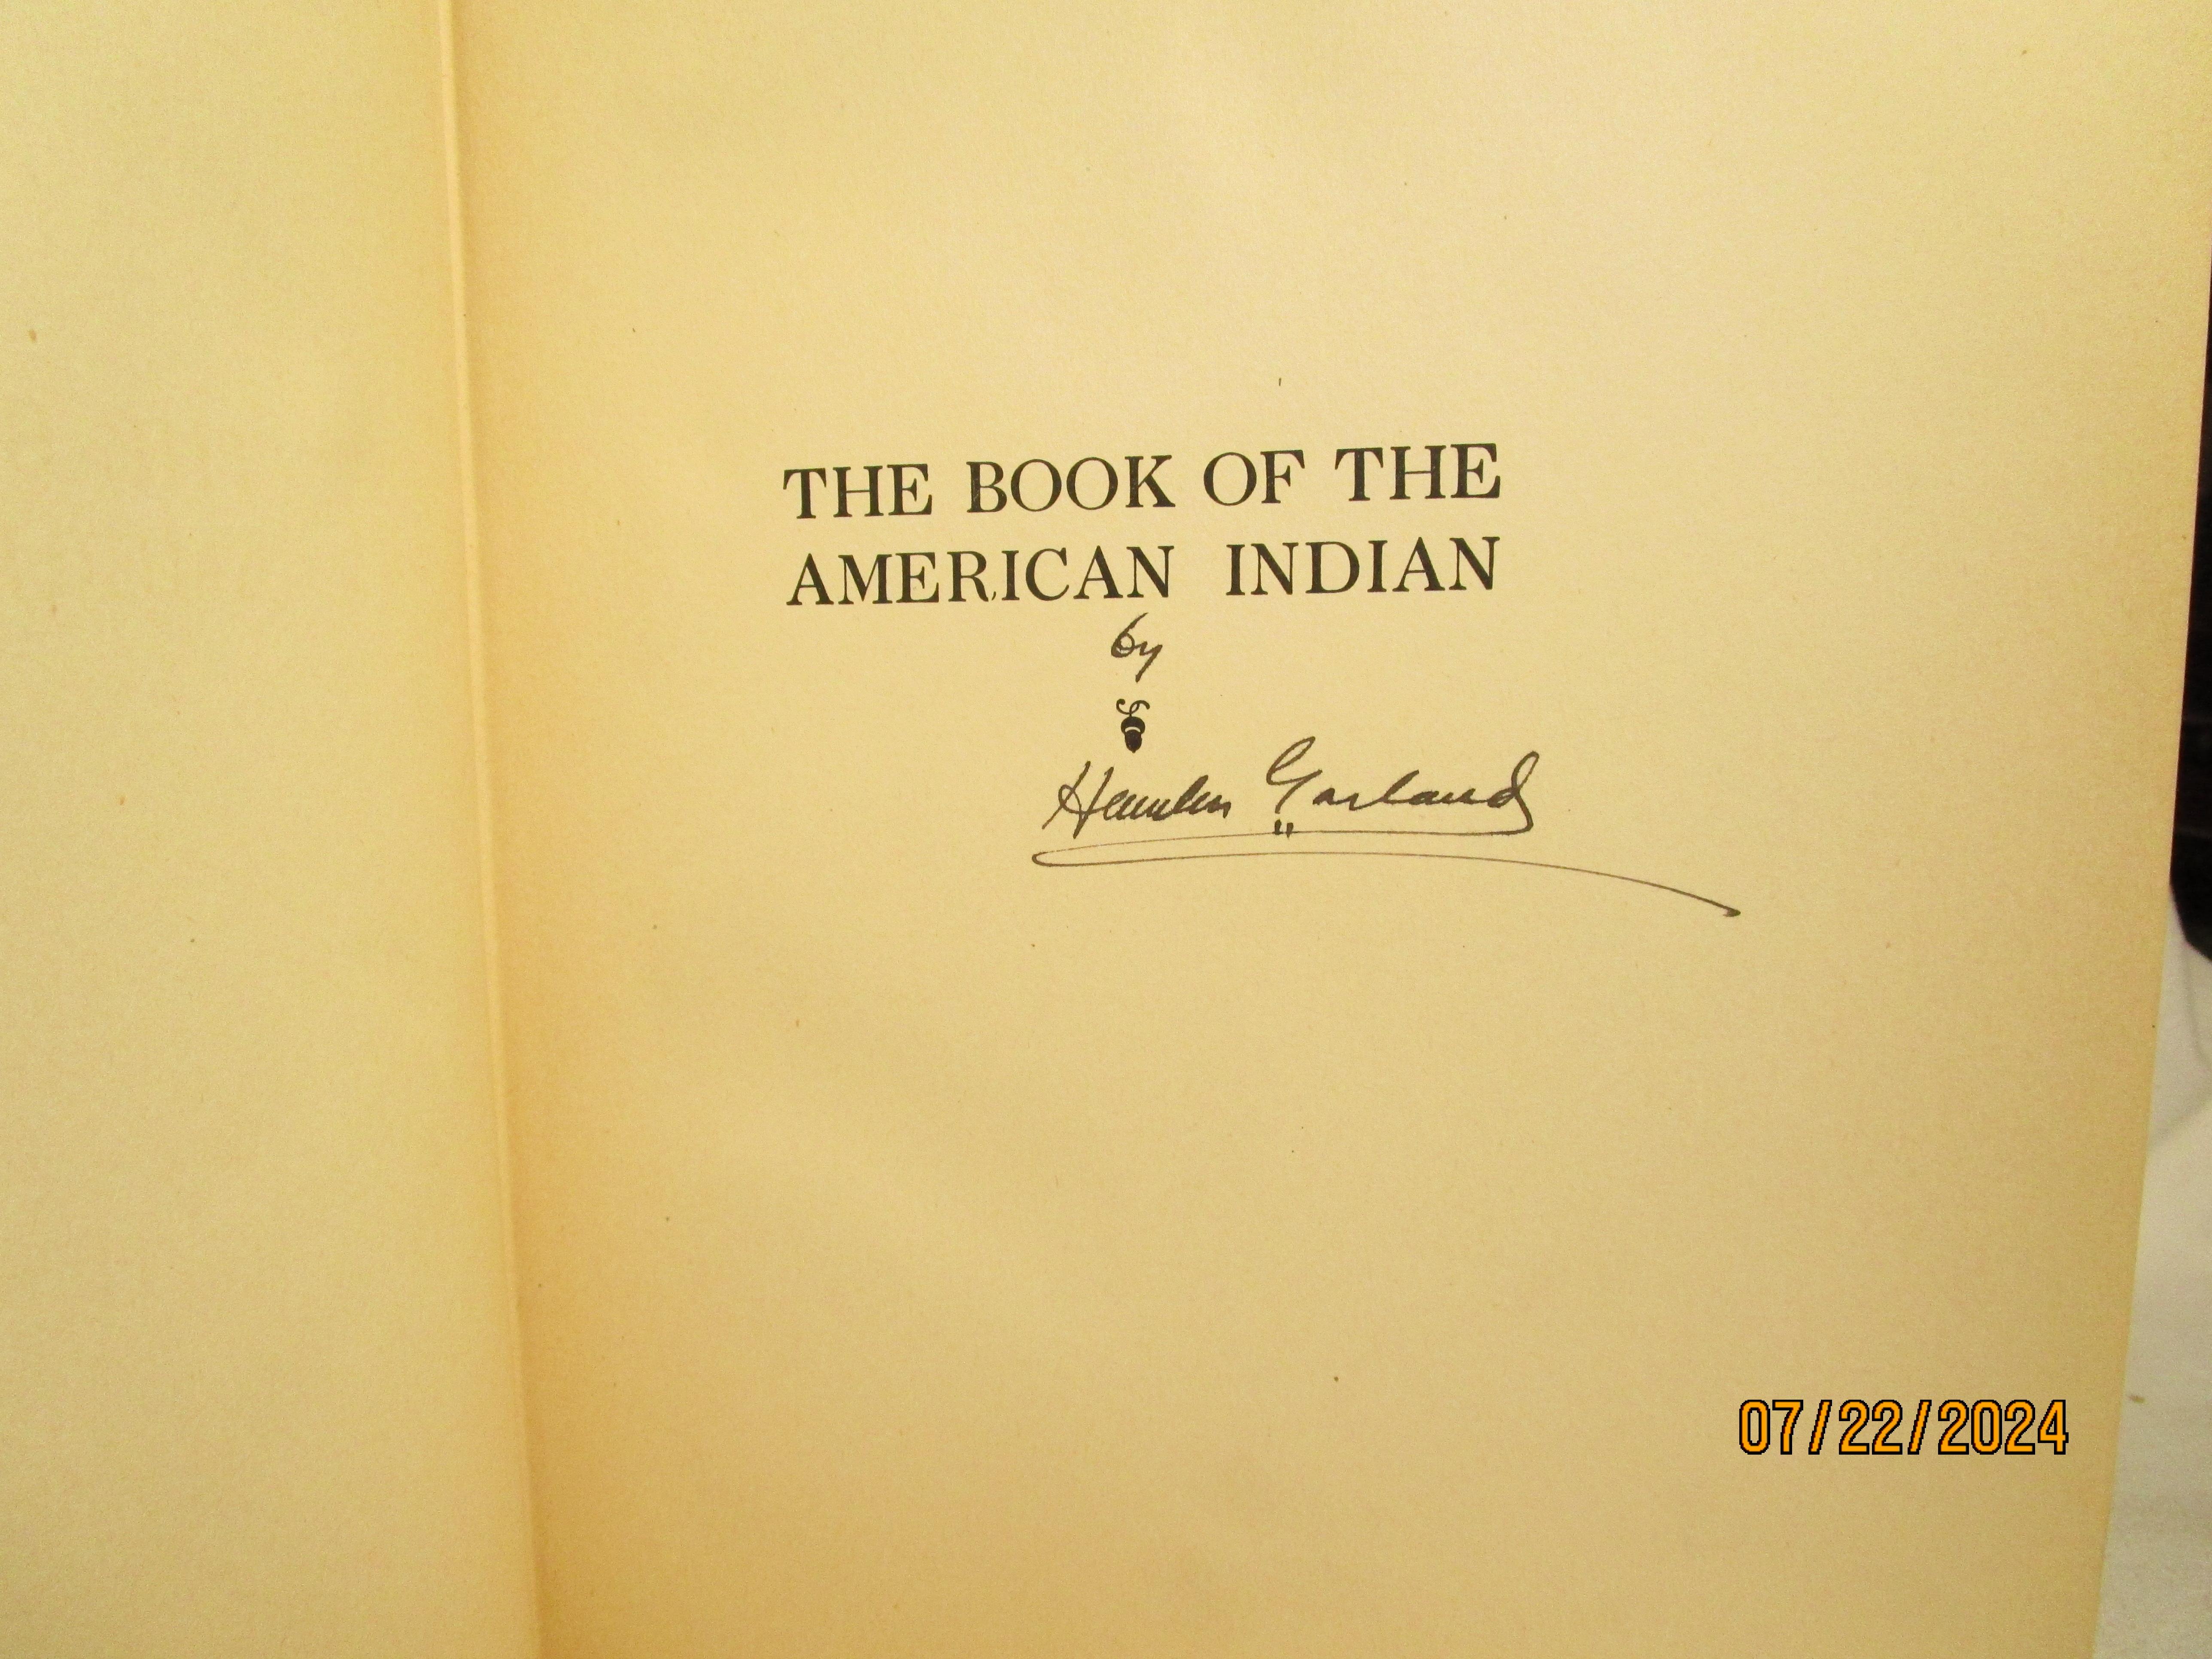 THE BOOK OF THE
AMERICAN INDIAN
by
Hamlin Garland
07/22/2024